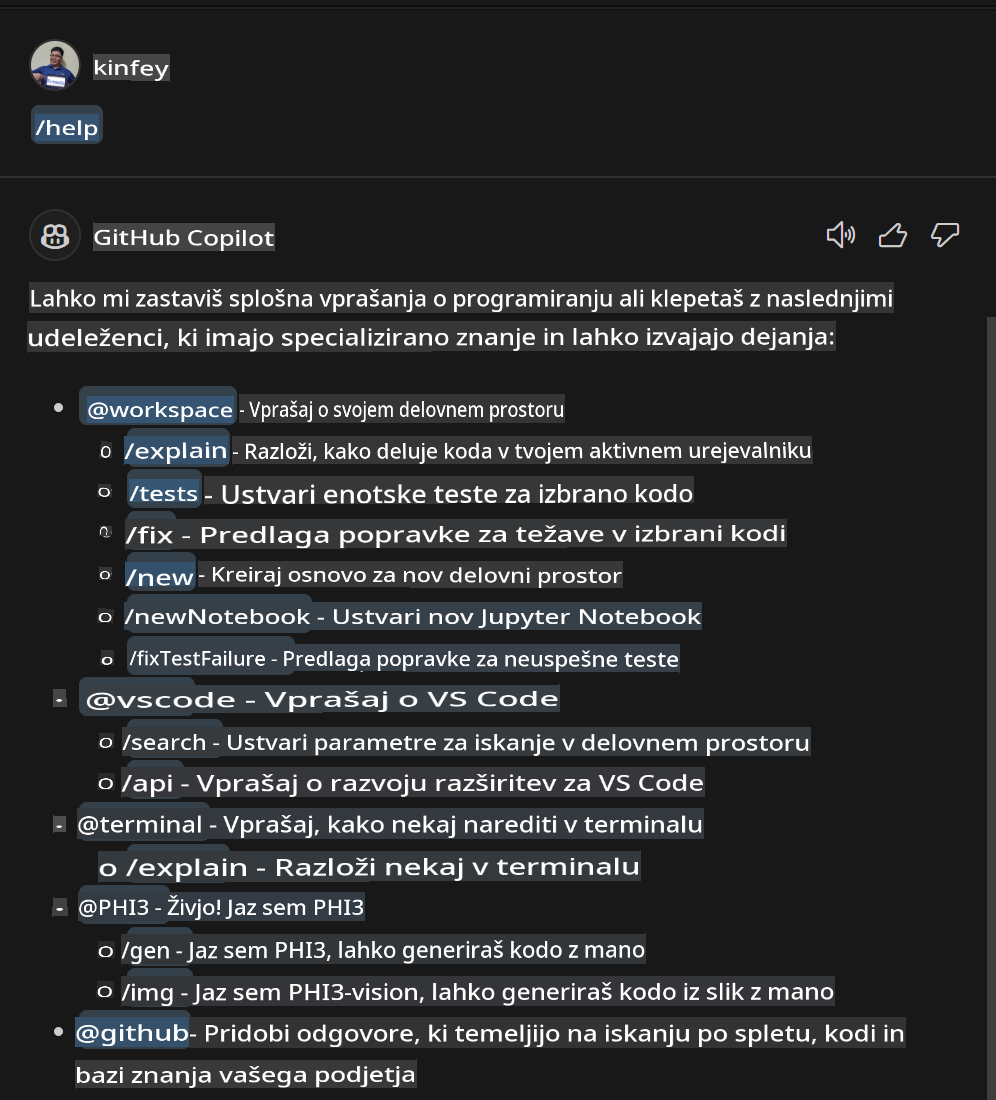 kinfey
/help
GitHub Copilot
Lahko mi zastaviš splošna vprašanja o programiranju ali klepetaš z naslednjimi
udeleženci, ki imajo specializirano znanje in lahko izvajajo dejanja:
• @workspace - Vprašaj o svojem delovnem prostoru
o /explain - Razloži, kako deluje koda v tvojem aktivnem urejevalniku
o /tests - Ustvari enotske teste za izbrano kodo
o /fix - Predlaga popravke za težave v izbrani kodi
o /new - Kreiraj osnovo za nov delovni prostor
o /newNotebook - Ustvari nov Jupyter Notebook
o /fixTestFailure - Predlaga popravke za neuspešne teste
- @vscode - Vprašaj o VS Code
o /search - Ustvari parametre za iskanje v delovnem prostoru
o /api - Vprašaj o razvoju razširitev za VS Code
- @terminal - Vprašaj, kako nekaj narediti v terminalu
o /explain - Razloži nekaj v terminalu
- @PHI3 - Živjo! Jaz sem PHI3
o /gen - Jaz sem PHI3, lahko generiraš kodo z mano
o /img - Jaz sem PHI3-vision, lahko generiraš kodo iz slik z mano
• @github- Pridobi odgovore, ki temeljijo na iskanju po spletu, kodi in
bazi znanja vašega podjetja